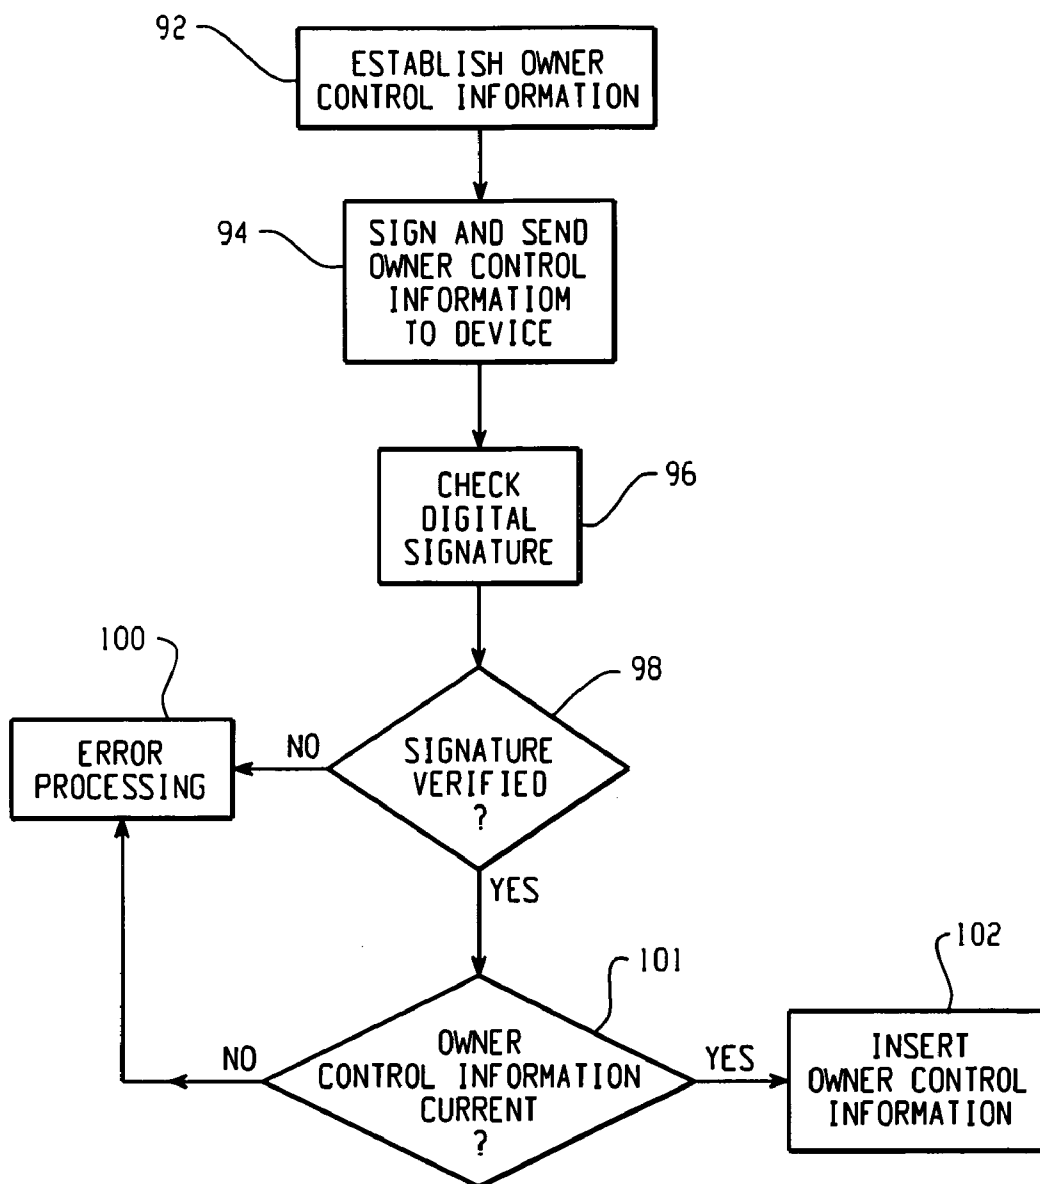 92
ESTABLISH OWNER
CONTROL INFORMATION
94
SIGN AND SEND
OWNER CONTROL
INFORMATIOM
TO DEVICE
96
CHECK
DIGITAL
SIGNATURE
100
98
ERROR
PROCESSING
NO
SIGNATURE
VERIFIED
?
YES
101
102
NO
OWNER
CONTROL INFORMATION
CURRENT
?
YES
INSERT
OWNER CONTROL
INFORMATION